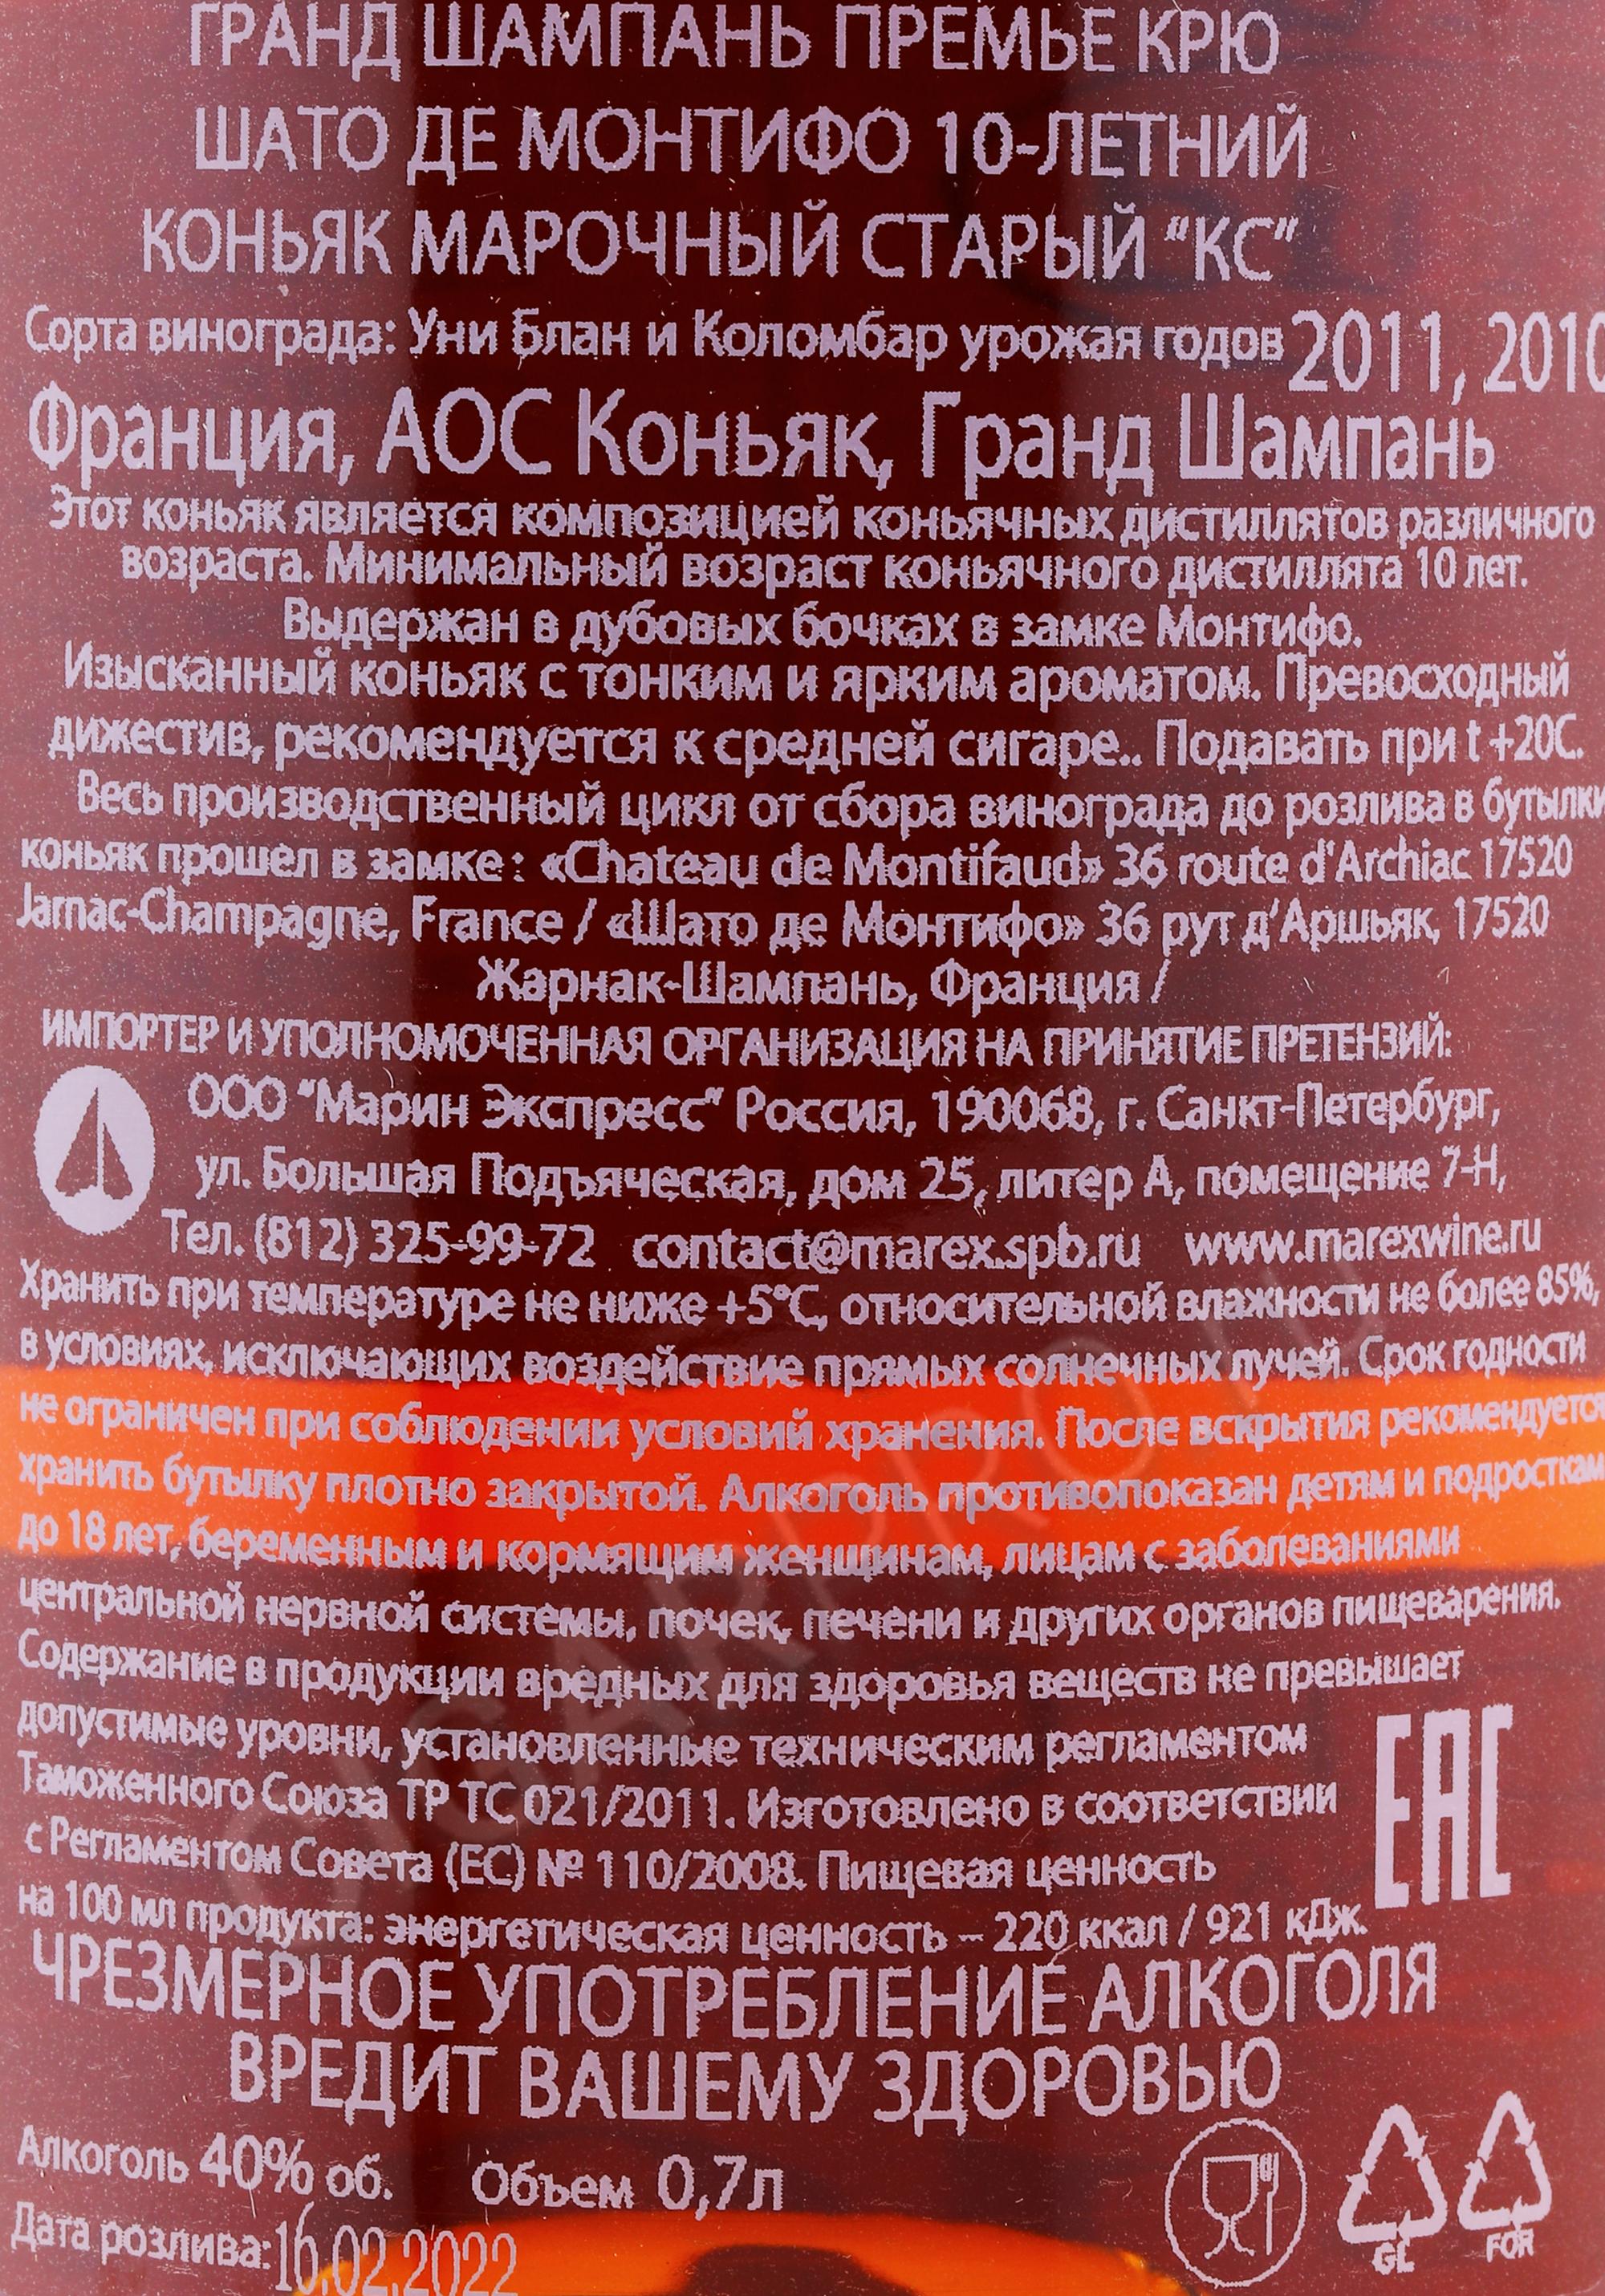 ГРАНД ШАМПАНЬ ПРЕМЬЕ КРЮ
ШАТО ДЕ МОНТИФО 10-ЛЕТНИЙ
КОНЬЯК МАРОЧНЫЙ СТАРЫЙ “КС”
Сорта винограда: Уни Блан и Коломбар урожая годов 2011, 2010
Франция, АОС Коньяк, Гранд Шампань
Этот коньяк является композицией коньячных дистиллятов различного
возраста. Минимальный возраст коньячного дистиллята 10 лет.
Выдержан в дубовых бочках в замке Монтифо.
Изысканный коньяк с тонким и ярким ароматом. Превосходный
дижестив, рекомендуется к средней сигаре.. Подавать при t +20С.
Весь производственный цикл от сбора винограда до розлива в бутылки
коньяк прошел в замке : «Chateau de Montifaud» 36 route d'Archiac 17520
Jarnac-Champagne, France / «Шато де Монтифо» 36 рут д’Аршьяк, 17520
Жарнак-Шампань, Франция /
ИМПОРТЕР И УПОЛНОМОЧЕННАЯ ОРГАНИЗАЦИЯ НА ПРИНЯТИЕ ПРЕТЕНЗИЙ:
ООО “Марин Экспресс” Россия, 190068, г. Санкт-Петербург,
ул. Большая Подъяческая, дом 25, литер А, помещение 7-Н,
Тел. (812) 325-99-72 contact@marex.spb.ru www.marexwine.ru
Хранить при температуре не ниже +5°С, относительной влажности не более 85%,
в условиях, исключающих воздействие прямых солнечных лучей. Срок годности
не ограничен при соблюдении условий хранения. После вскрытия рекомендуется
хранить бутылку плотно закрытой. Алкоголь противопоказан детям и подросткам
до 18 лет, беременным и кормящим женщинам, лицам с заболеваниями
центральной нервной системы, почек, печени и других органов пищеварения.
Содержание в продукции вредных для здоровья веществ не превышает
допустимые уровни, установленные техническим регламентом
Таможенного Союза ТР ТС 021/2011. Изготовлено в соответствии
с Регламентом Совета (ЕС) № 110/2008. Пищевая ценность
на 100 мл продукта: энергетическая ценность – 220 ккал / 921 кДж.
EAC
ЧРЕЗМЕРНОЕ УПОТРЕБЛЕНИЕ АЛКОГОЛЯ
ВРЕДИТ ВАШЕМУ ЗДОРОВЬЮ
Алкоголь 40% об. Объем 0,7л
Дата розлива: 16.02.2022
GL FOR
CIGARPRO.ru